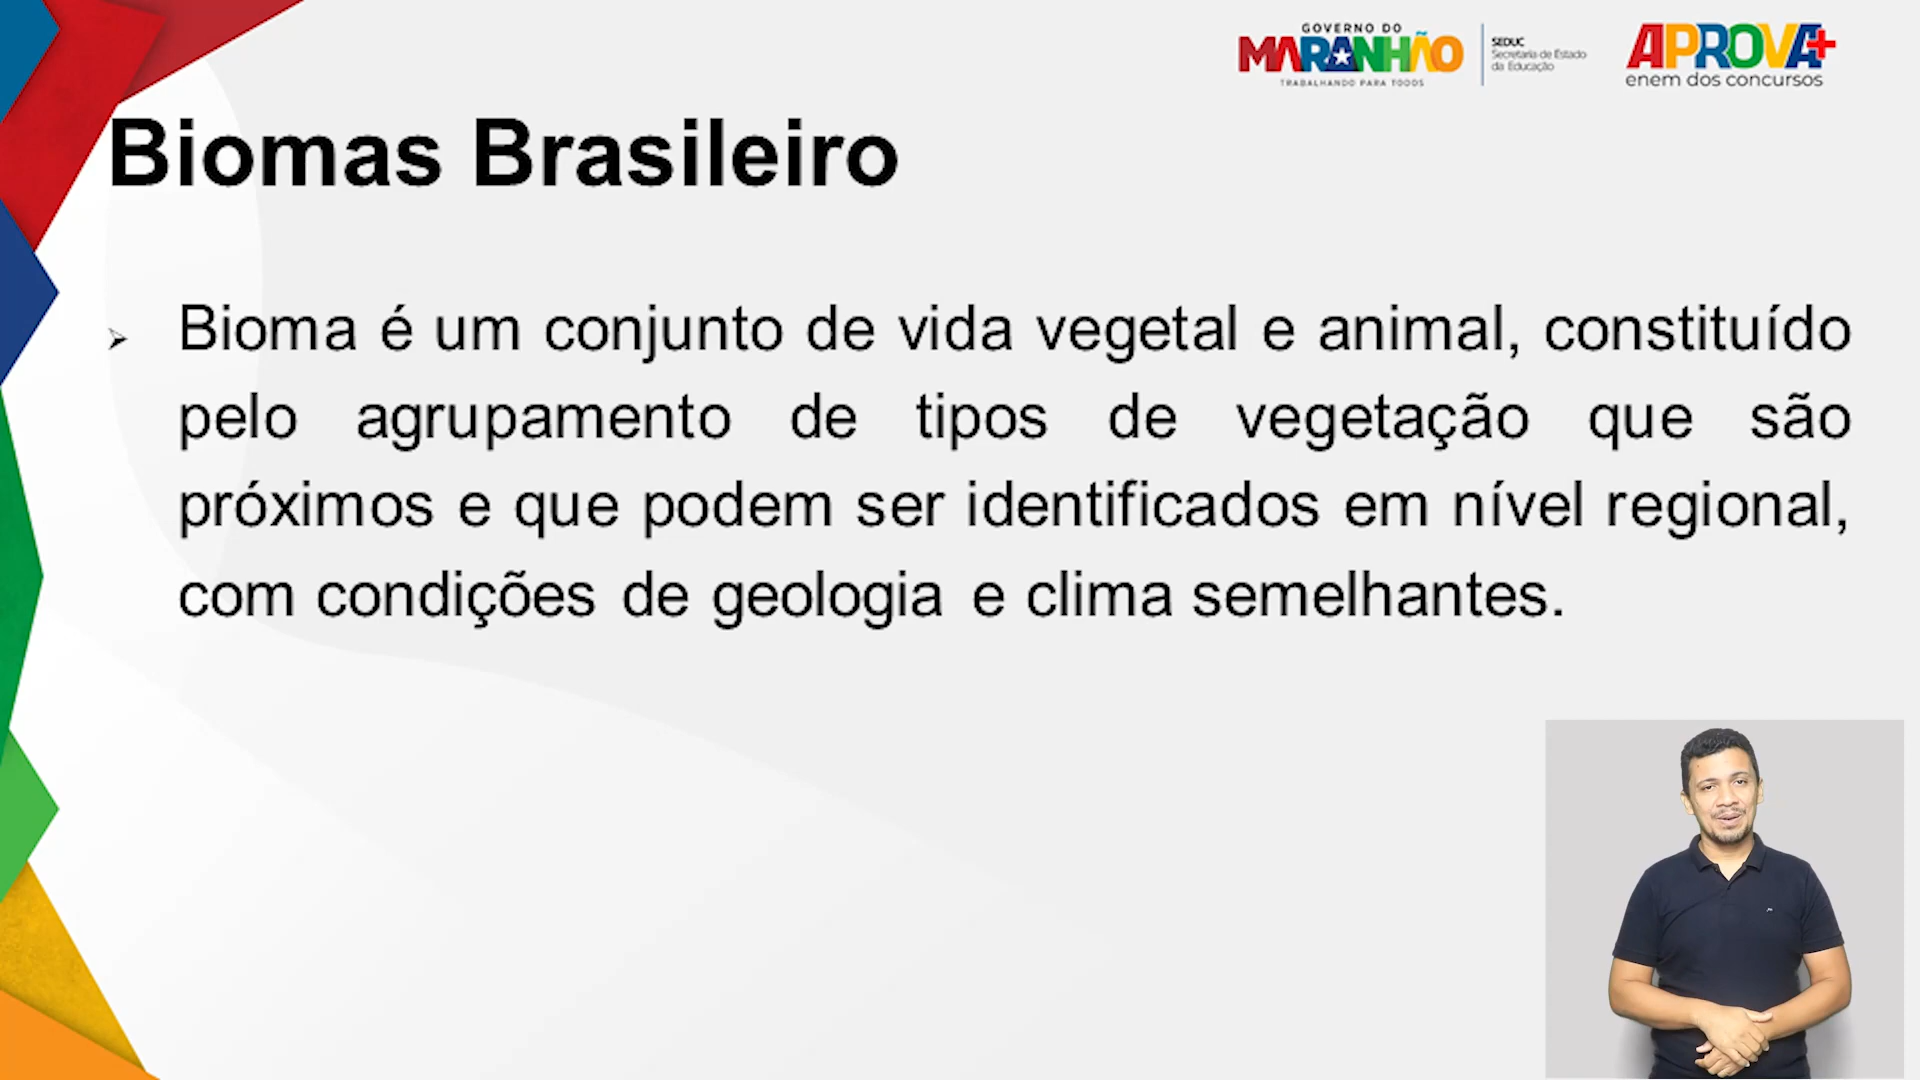 GOVERNO DO
MARANHÃO
TRABALHANDO PARA TODOS
SEDUC
Secretaria de Estado
da Educação
APROVA+
enem dos concursos
Biomas Brasileiro
➢ Bioma é um conjunto de vida vegetal e animal, constituído
pelo agrupamento de tipos de vegetação que são
próximos e que podem ser identificados em nível regional,
com condições de geologia e clima semelhantes.